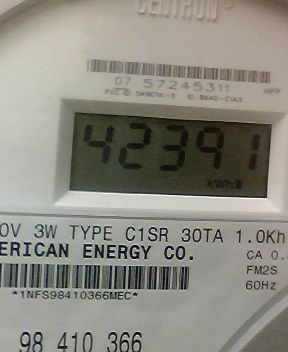 CENTRON
07 57245311
42391
kWh
0V 3W TYPE C1SR 30TA 1.0Kh
ERICAN ENERGY CO.
CA 0.
FM2S
*1NFS98410366MEC*
60Hz
98 410 366